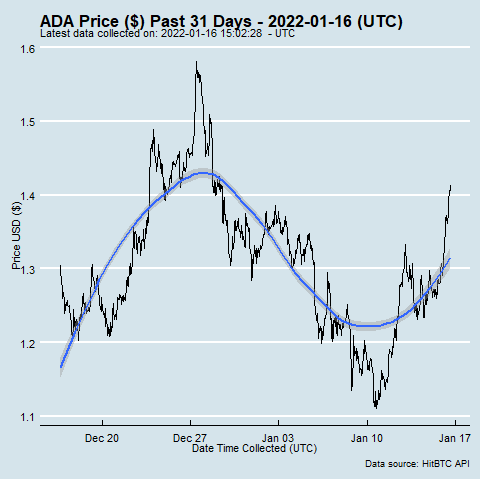 ADA Price ($) Past 31 Days - 2022-01-16 (UTC)
Latest data collected on: 2022-01-16 15:02:28  - UTC
1.6
1.5
1.4
1.3
1.2
1.1
Price USD ($)
Dec 20 Dec 27 Jan 03 Jan 10 Jan 17
Date Time Collected (UTC)
Data source: HitBTC API